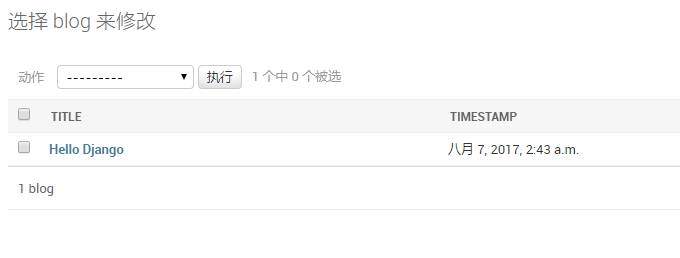 选择 blog 来修改
动作 --------- 执行 1 个中 0 个被选
TITLE TIMESTAMP
Hello Django 八月 7, 2017, 2:43 a.m.
1 blog